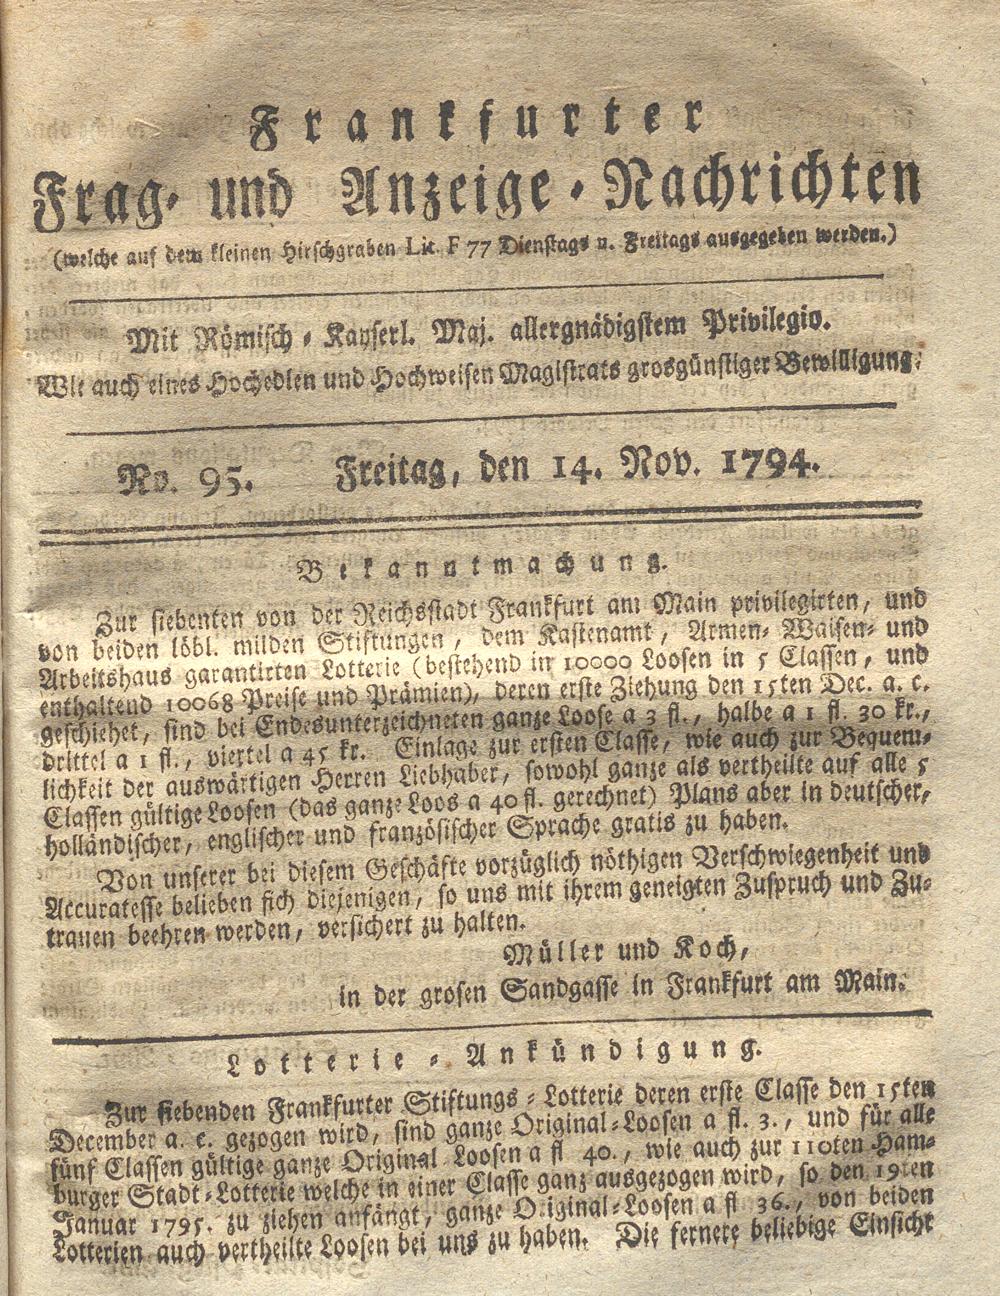 Frankfurter
Frag- und Anzeige-Nachrichten
(welche auf dem kleinen Hirschgraben Lit. F 77 Dienstags u. Freitags ausgegeben werden.)
Mit Römisch-Kayserl. Maj. allergnädigstem Privilegio.
Wie auch eines Hochedlen und Hochweisen Magistrats grosgünstiger Bewilligung.
No. 95. Freitag, den 14. Nov. 1794.
Bekanntmachung.
Zur siebenten von der Reichsstadt Frankfurt am Main privilegirten, und
von beiden löbl. milden Stiftungen, dem Kastenamt, Armen- Waisen- und
Arbeitshaus garantirten Lotterie (bestehend in 10000 Loosen in 5 Classen, und
enthaltend 10068 Preise und Prämien), deren erste Ziehung den 15ten Dec. a. c.
geschiehet, sind bei Endesunterzeichneten ganze Loose a 3 fl., halbe a 1 fl. 30 kr.,
drittel a 1 fl., viertel a 45 kr. Einlage zur ersten Classe, wie auch zur Bequem-
lichkeit der auswärtigen Herren Liebhaber, sowohl ganze als vertheilte auf alle 5
Classen gültige Loosen (das ganze Loos a 40 fl. gerechnet) Plans aber in deutscher,
holländischer, englischer und französischer Sprache gratis zu haben.
Von unserer bei diesem Geschäfte vorzüglich nöthigen Verschwiegenheit und
Accuratesse belieben sich diejenigen, so uns mit ihrem geneigten Zuspruch und Zu-
trauen beehren werden, versichert zu halten.
Müller und Koch,
in der grosen Sandgasse in Frankfurt am Main.
Lotterie-Ankündigung.
Zur siebenden Frankfurter Stiftungs-Lotterie deren erste Classe den 15ten
December a. c. gezogen wird, sind ganze Original-Loosen a fl. 3., und für alle
fünf Classen gültige ganze Original Loosen a fl 40., wie auch zur 110ten Ham-
burger Stadt-Lotterie welche in einer Classe ganz ausgezogen wird, so den 19ten
Januar 1795. zu ziehen anfängt, ganze Original-Loosen a fl 36., von beiden
Lotterien auch vertheilte Loosen bei uns zu haben. Die fernere beliebige Einsicht